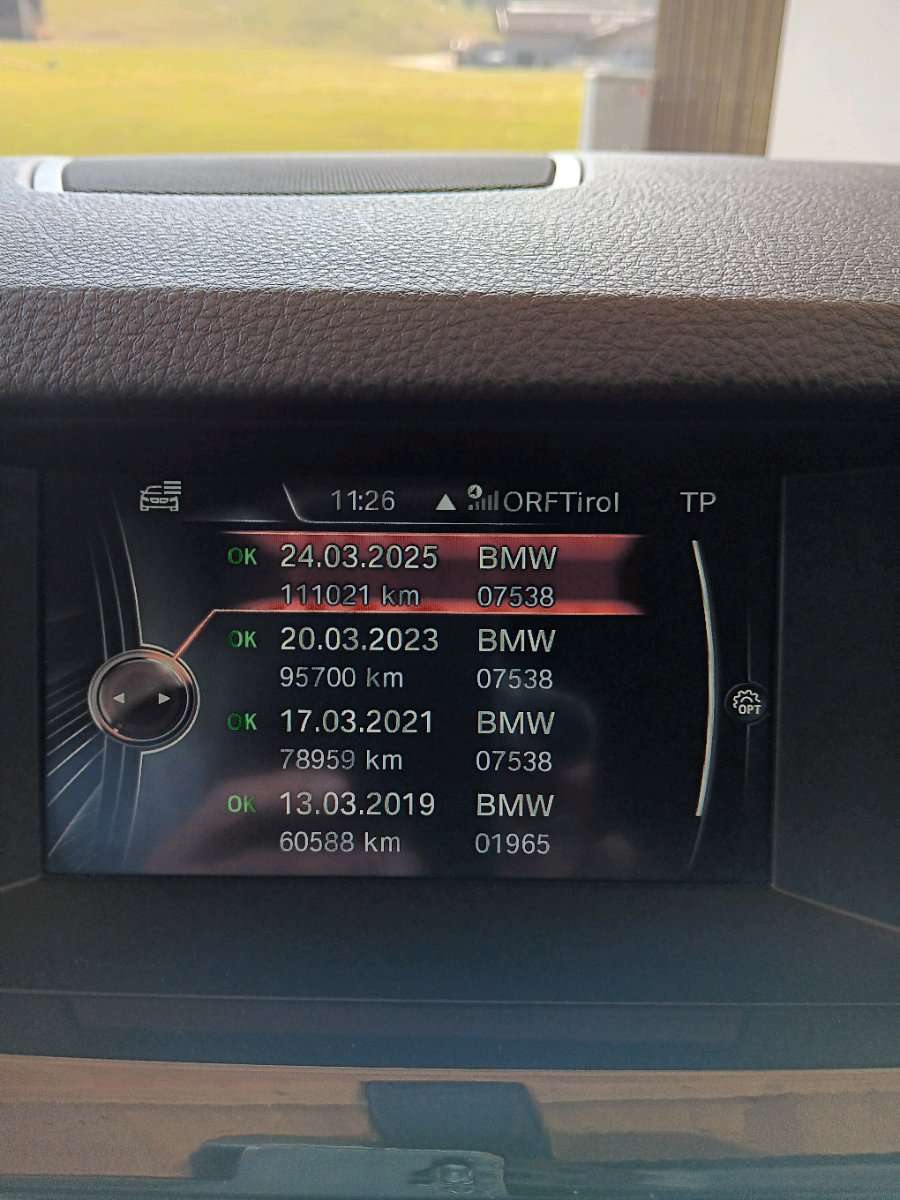 11:26 ORFTirol TP
OK 24.03.2025 BMW
111021 km 07538
OK 20.03.2023 BMW
95700 km 07538
OK 17.03.2021 BMW
78959 km 07538
OK 13.03.2019 BMW
60588 km 01965
OPT